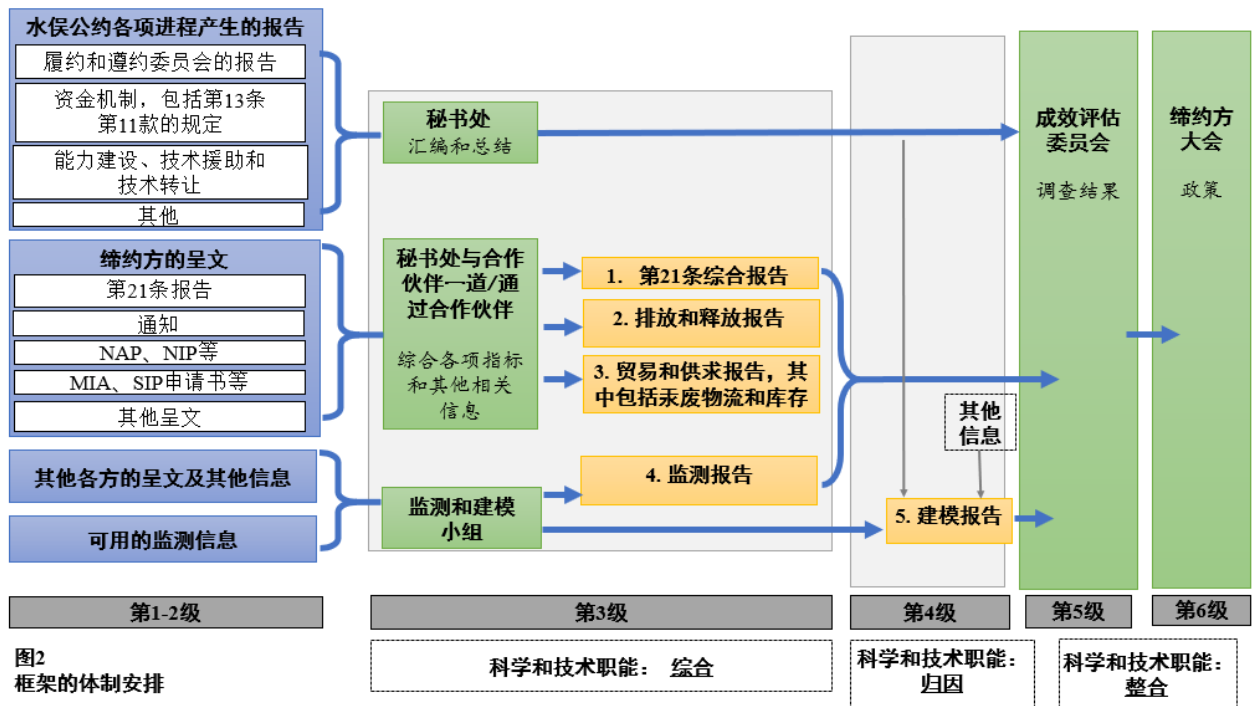 水俣公约各项进程产生的报告
履约和遵约委员会的报告
资金机制，包括第13条
第11款的规定
能力建设、技术援助和
技术转让
其他
缔约方的呈文
第21条报告
通知
NAP、NIP等
MIA、SIP申请书等
其他呈文
其他各方的呈文及其他信息
可用的监测信息
第1-2级
图2
框架的体制安排
秘书处
汇编和总结
秘书处与合作
伙伴一道/通
过合作伙伴
综合各项指标
和其他相关
信息
监测和建模
小组
1. 第21条综合报告
2. 排放和释放报告
3. 贸易和供求报告，其
中包括汞废物流和库存
4. 监测报告
第3级
科学和技术职能： 综合
其他
信息
5. 建模报告
第4级
科学和技术职能：
归因
成效评估
委员会
调查结果
第5级
缔约方
大会
政策
第6级
科学和技术职能：
整合